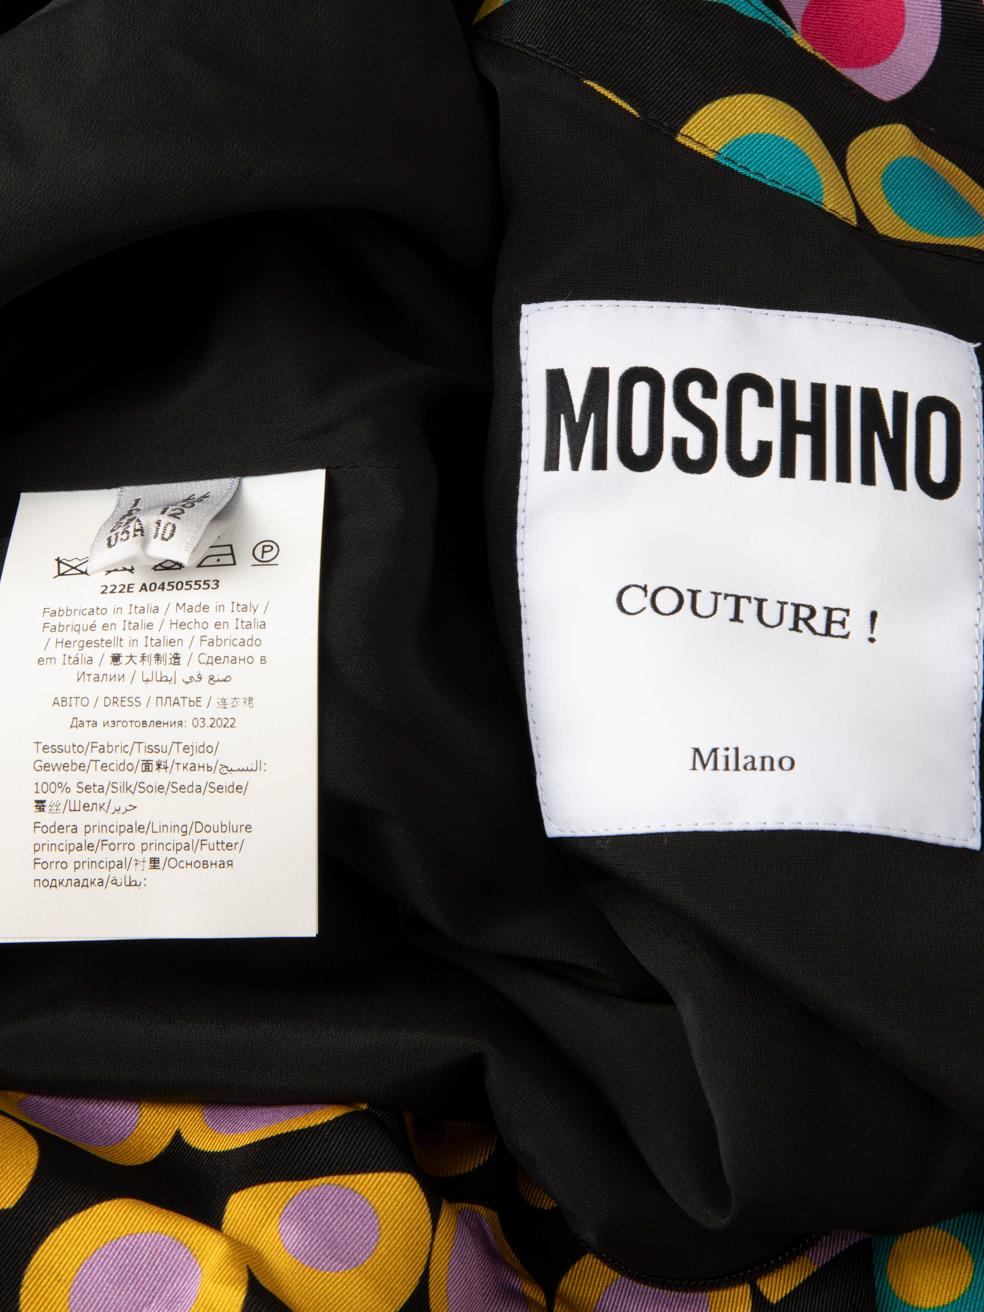 USA 10
12
222E A04505553
Fabbricato in Italia / Made in Italy /
Fabriqué en Italie / Hecho en Italia
/ Hergestellt in Italien / Fabricado
em Itália / 意大利制造 / Сделано в
Италии / صنع في إيطاليا
ABITO / DRESS / ПЛАТЬЕ / 连衣裙
Дата изготовления: 03.2022
Tessuto/Fabric/Tissu/Tejido/
Gewebe/Tecido/面料/ткань/النسيج:
100% Seta/Silk/Soie/Seda/Seide/
蚕丝/Шелк/حرير
Fodera principale/Lining/Doublure
principale/Forro principal/Futter/
Forro principal/衬里/Основная
подкладка/بطانة:
MOSCHINO
COUTURE !
Milano